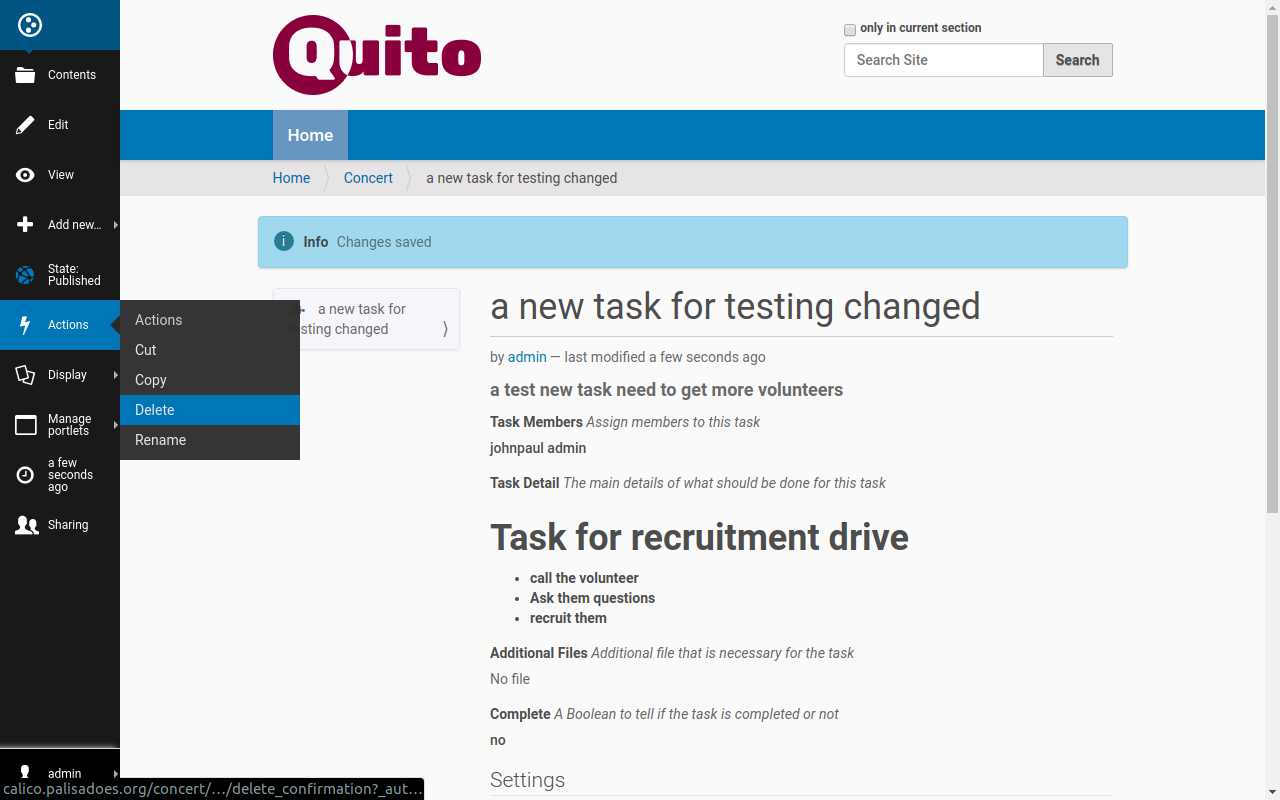 Quito
only in current section
Search Site
Search
Home
Home
Concert
a new task for testing changed
Info Changes saved
Contents
Edit
View
Add new...
State:
Published
Actions
Display
Manage
portlets
a few
seconds
ago
Sharing
admin
Actions
Cut
Copy
Delete
Rename
a new task for
sting changed
a new task for testing changed
by admin — last modified a few seconds ago
a test new task need to get more volunteers
Task Members Assign members to this task
johnpaul admin
Task Detail The main details of what should be done for this task
Task for recruitment drive
• call the volunteer
• Ask them questions
• recruit them
Additional Files Additional file that is necessary for the task
No file
Complete A Boolean to tell if the task is completed or not
no
Settings
calico.palisadoes.org/concert/…/delete_confirmation?_aut…